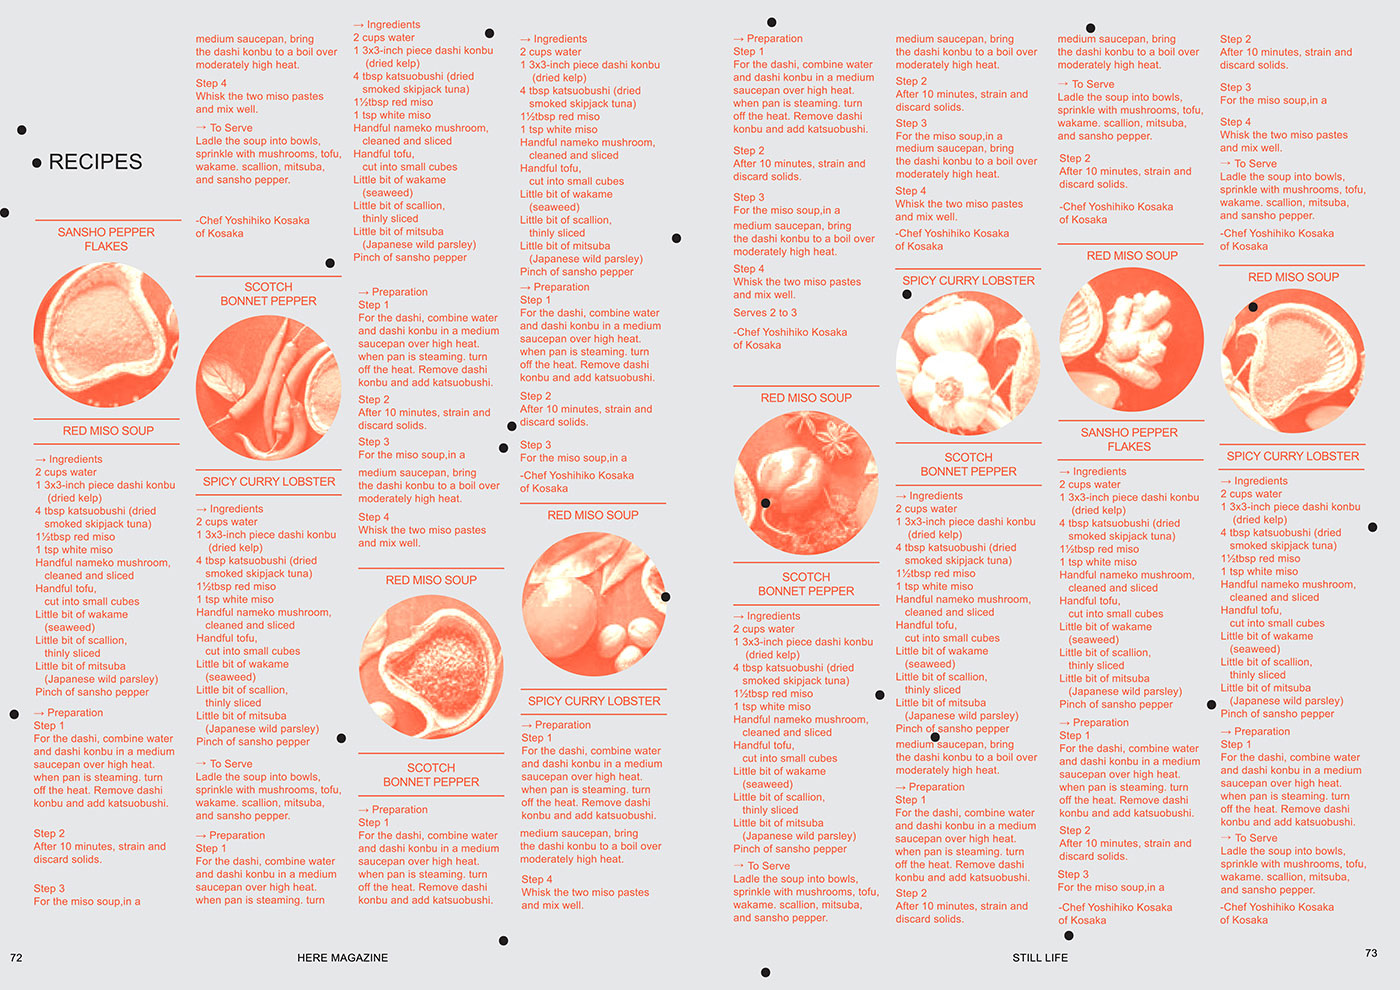 RECIPES
SANSHO PEPPER
FLAKES
RED MISO SOUP
→ Ingredients
2 cups water
1 3x3-inch piece dashi konbu
(dried kelp)
4 tbsp katsuobushi (dried
smoked skipjack tuna)
1½tbsp red miso
1 tsp white miso
Handful nameko mushroom,
cleaned and sliced
Handful tofu,
cut into small cubes
Little bit of wakame
(seaweed)
Little bit of scallion,
thinly sliced
Little bit of mitsuba
(Japanese wild parsley)
Pinch of sansho pepper
→ Preparation
Step 1
For the dashi, combine water
and dashi konbu in a medium
saucepan over high heat.
when pan is steaming. turn
off the heat. Remove dashi
konbu and add katsuobushi.
Step 2
After 10 minutes, strain and
discard solids.
Step 3
For the miso soup,in a
medium saucepan, bring
the dashi konbu to a boil over
moderately high heat.
Step 4
Whisk the two miso pastes
and mix well.
→ To Serve
Ladle the soup into bowls,
sprinkle with mushrooms, tofu,
wakame. scallion, mitsuba,
and sansho pepper.
-Chef Yoshihiko Kosaka
of Kosaka
SCOTCH
BONNET PEPPER
SPICY CURRY LOBSTER
→ Ingredients
2 cups water
1 3x3-inch piece dashi konbu
(dried kelp)
4 tbsp katsuobushi (dried
smoked skipjack tuna)
1½tbsp red miso
1 tsp white miso
Handful nameko mushroom,
cleaned and sliced
Handful tofu,
cut into small cubes
Little bit of wakame
(seaweed)
Little bit of scallion,
thinly sliced
Little bit of mitsuba
(Japanese wild parsley)
Pinch of sansho pepper
→ To Serve
Ladle the soup into bowls,
sprinkle with mushrooms, tofu,
wakame. scallion, mitsuba,
and sansho pepper.
→ Preparation
Step 1
For the dashi, combine water
and dashi konbu in a medium
saucepan over high heat.
when pan is steaming. turn
→ Ingredients
2 cups water
1 3x3-inch piece dashi konbu
(dried kelp)
4 tbsp katsuobushi (dried
smoked skipjack tuna)
1½tbsp red miso
1 tsp white miso
Handful nameko mushroom,
cleaned and sliced
Handful tofu,
cut into small cubes
Little bit of wakame
(seaweed)
Little bit of scallion,
thinly sliced
Little bit of mitsuba
(Japanese wild parsley)
Pinch of sansho pepper
→ Preparation
Step 1
For the dashi, combine water
and dashi konbu in a medium
saucepan over high heat.
when pan is steaming. turn
off the heat. Remove dashi
konbu and add katsuobushi.
Step 2
After 10 minutes, strain and
discard solids.
Step 3
For the miso soup,in a
medium saucepan, bring
the dashi konbu to a boil over
moderately high heat.
Step 4
Whisk the two miso pastes
and mix well.
RED MISO SOUP
SCOTCH
BONNET PEPPER
→ Preparation
Step 1
For the dashi, combine water
and dashi konbu in a medium
saucepan over high heat.
when pan is steaming. turn
off the heat. Remove dashi
konbu and add katsuobushi.
→ Ingredients
2 cups water
1 3x3-inch piece dashi konbu
(dried kelp)
4 tbsp katsuobushi (dried
smoked skipjack tuna)
1½tbsp red miso
1 tsp white miso
Handful nameko mushroom,
cleaned and sliced
Handful tofu,
cut into small cubes
Little bit of wakame
(seaweed)
Little bit of scallion,
thinly sliced
Little bit of mitsuba
(Japanese wild parsley)
Pinch of sansho pepper
→ Preparation
Step 1
For the dashi, combine water
and dashi konbu in a medium
saucepan over high heat.
when pan is steaming. turn
off the heat. Remove dashi
konbu and add katsuobushi.
Step 2
After 10 minutes, strain and
discard solids.
Step 3
For the miso soup,in a
-Chef Yoshihiko Kosaka
of Kosaka
RED MISO SOUP
SPICY CURRY LOBSTER
→ Preparation
Step 1
For the dashi, combine water
and dashi konbu in a medium
saucepan over high heat.
when pan is steaming. turn
off the heat. Remove dashi
konbu and add katsuobushi.
medium saucepan, bring
the dashi konbu to a boil over
moderately high heat.
Step 4
Whisk the two miso pastes
and mix well.
72
HERE MAGAZINE
→ Preparation
Step 1
For the dashi, combine water
and dashi konbu in a medium
saucepan over high heat.
when pan is steaming. turn
off the heat. Remove dashi
konbu and add katsuobushi.
Step 2
After 10 minutes, strain and
discard solids.
Step 3
For the miso soup,in a
medium saucepan, bring
the dashi konbu to a boil over
moderately high heat.
Step 4
Whisk the two miso pastes
and mix well.
Serves 2 to 3
-Chef Yoshihiko Kosaka
of Kosaka
RED MISO SOUP
SCOTCH
BONNET PEPPER
→ Ingredients
2 cups water
1 3x3-inch piece dashi konbu
(dried kelp)
4 tbsp katsuobushi (dried
smoked skipjack tuna)
1½tbsp red miso
1 tsp white miso
Handful nameko mushroom,
cleaned and sliced
Handful tofu,
cut into small cubes
Little bit of wakame
(seaweed)
Little bit of scallion,
thinly sliced
Little bit of mitsuba
(Japanese wild parsley)
Pinch of sansho pepper
→ To Serve
Ladle the soup into bowls,
sprinkle with mushrooms, tofu,
wakame. scallion, mitsuba,
and sansho pepper.
medium saucepan, bring
the dashi konbu to a boil over
moderately high heat.
Step 2
After 10 minutes, strain and
discard solids.
Step 3
For the miso soup,in a
medium saucepan, bring
the dashi konbu to a boil over
moderately high heat.
Step 4
Whisk the two miso pastes
and mix well.
-Chef Yoshihiko Kosaka
of Kosaka
SPICY CURRY LOBSTER
SCOTCH
BONNET PEPPER
→ Ingredients
2 cups water
1 3x3-inch piece dashi konbu
(dried kelp)
4 tbsp katsuobushi (dried
smoked skipjack tuna)
1½tbsp red miso
1 tsp white miso
Handful nameko mushroom,
cleaned and sliced
Handful tofu,
cut into small cubes
Little bit of wakame
(seaweed)
Little bit of scallion,
thinly sliced
Little bit of mitsuba
(Japanese wild parsley)
Pinch of sansho pepper
medium saucepan, bring
the dashi konbu to a boil over
moderately high heat.
→ Preparation
Step 1
For the dashi, combine water
and dashi konbu in a medium
saucepan over high heat.
when pan is steaming. turn
off the heat. Remove dashi
konbu and add katsuobushi.
Step 2
After 10 minutes, strain and
discard solids.
medium saucepan, bring
the dashi konbu to a boil over
moderately high heat.
→ To Serve
Ladle the soup into bowls,
sprinkle with mushrooms, tofu,
wakame. scallion, mitsuba,
and sansho pepper.
Step 2
After 10 minutes, strain and
discard solids.
-Chef Yoshihiko Kosaka
of Kosaka
RED MISO SOUP
SANSHO PEPPER
FLAKES
→ Ingredients
2 cups water
1 3x3-inch piece dashi konbu
(dried kelp)
4 tbsp katsuobushi (dried
smoked skipjack tuna)
1½tbsp red miso
1 tsp white miso
Handful nameko mushroom,
cleaned and sliced
Handful tofu,
cut into small cubes
Little bit of wakame
(seaweed)
Little bit of scallion,
thinly sliced
Little bit of mitsuba
(Japanese wild parsley)
Pinch of sansho pepper
→ Preparation
Step 1
For the dashi, combine water
and dashi konbu in a medium
saucepan over high heat.
when pan is steaming. turn
off the heat. Remove dashi
konbu and add katsuobushi.
Step 2
After 10 minutes, strain and
discard solids.
Step 3
For the miso soup,in a
-Chef Yoshihiko Kosaka
of Kosaka
Step 2
After 10 minutes, strain and
discard solids.
Step 3
For the miso soup,in a
Step 4
Whisk the two miso pastes
and mix well.
→ To Serve
Ladle the soup into bowls,
sprinkle with mushrooms, tofu,
wakame. scallion, mitsuba,
and sansho pepper.
-Chef Yoshihiko Kosaka
of Kosaka
RED MISO SOUP
SPICY CURRY LOBSTER
→ Ingredients
2 cups water
1 3x3-inch piece dashi konbu
(dried kelp)
4 tbsp katsuobushi (dried
smoked skipjack tuna)
1½tbsp red miso
1 tsp white miso
Handful nameko mushroom,
cleaned and sliced
Handful tofu,
cut into small cubes
Little bit of wakame
(seaweed)
Little bit of scallion,
thinly sliced
Little bit of mitsuba
(Japanese wild parsley)
Pinch of sansho pepper
→ Preparation
Step 1
For the dashi, combine water
and dashi konbu in a medium
saucepan over high heat.
when pan is steaming. turn
off the heat. Remove dashi
konbu and add katsuobushi.
→ To Serve
Ladle the soup into bowls,
sprinkle with mushrooms, tofu,
wakame. scallion, mitsuba,
and sansho pepper.
-Chef Yoshihiko Kosaka
of Kosaka
STILL LIFE
73